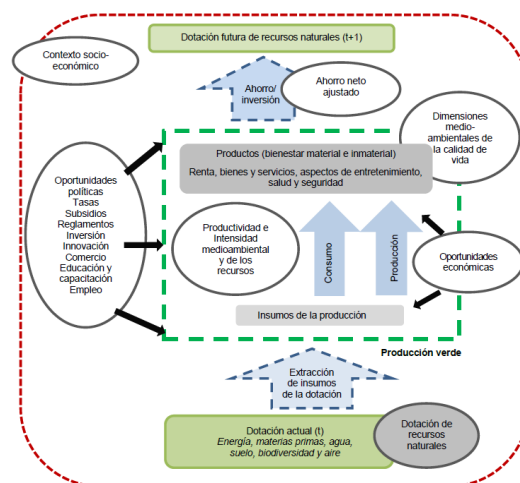 Dotación futura de recursos naturales (t+1)
Contexto socio-
económico
Ahorro/
inversión
Ahorro neto
ajustado
Dimensiones
medio-
ambientales de
la calidad de
vida
Productos (bienestar material e inmaterial)
Renta, bienes y servicios, aspectos de entretenimiento,
salud y seguridad
Oportunidades
políticas
Tasas
Subsidios
Reglamentos
Inversión
Innovación
Comercio
Educación y
capacitación
Empleo
Productividad e
Intensidad
medioambiental
y de los
recursos
Consumo
Producción
Oportunidades
económicas
Insumos de la producción
Producción verde
Extracción
de insumos
de la dotación
Dotación actual (t)
Energía, materias primas, agua,
suelo, biodiversidad y aire
Dotación de
recursos
naturales